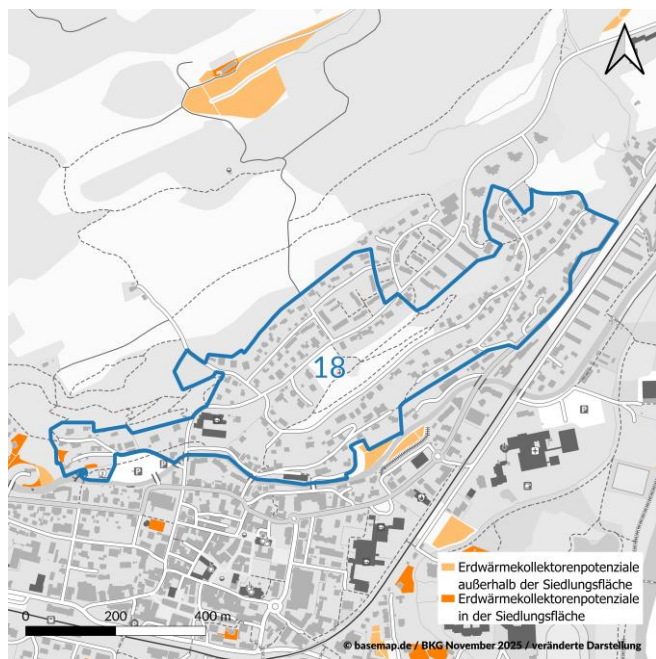 18
P
P
P
Erdwärmekollektorenpotenziale
außerhalb der Siedlungsfläche
Erdwärmekollektorenpotenziale
in der Siedlungsfläche
0 200 400 m
© basemap.de / BKG November 2025 / veränderte Darstellung